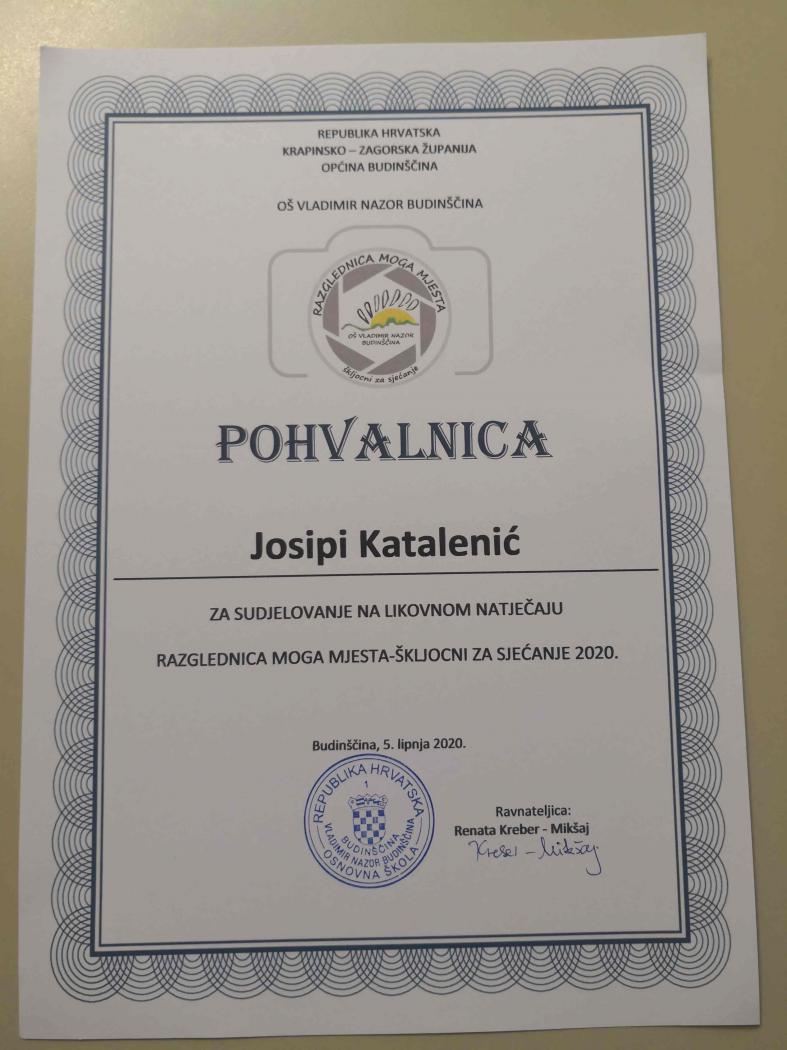 REPUBLIKA HRVATSKA
KRAPINSKO – ZAGORSKA ŽUPANIJA
OPĆINA BUDINŠČINA
OŠ VLADIMIR NAZOR BUDINŠČINA
RAZGLEDNICA MOGA MJESTA
OŠ VLADIMIR NAZOR
BUDINŠČINA
škljocni za sjećanje
POHVALNICA
Josipi Katalenić
ZA SUDJELOVANJE NA LIKOVNOM NATJEČAJU
RAZGLEDNICA MOGA MJESTA-ŠKLJOCNI ZA SJEĆANJE 2020.
Budinščina, 5. lipnja 2020.
REPUBLIKA HRVATSKA
1
BUDINŠČINA
VLADIMIR NAZOR BUDINŠČINA
OSNOVNA ŠKOLA
Ravnateljica:
Renata Kreber - Mikšaj
Kreber - Mikšaj